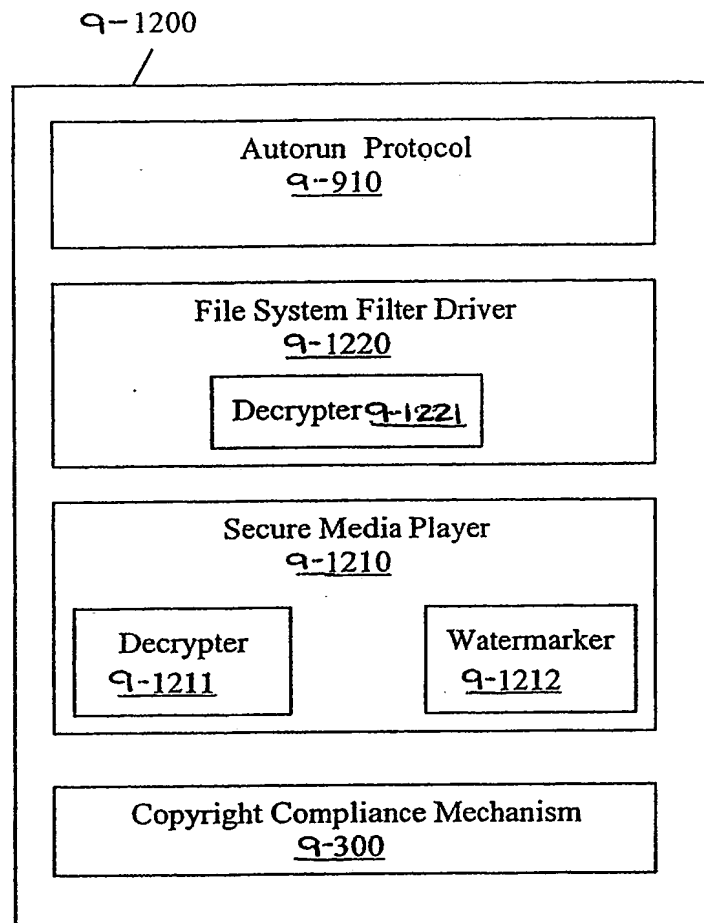 9-1200
Autorun Protocol
9-910
File System Filter Driver
9-1220
Decrypter 9-1221
Secure Media Player
9-1210
Decrypter
9-1211
Watermarker
9-1212
Copyright Compliance Mechanism
9-300